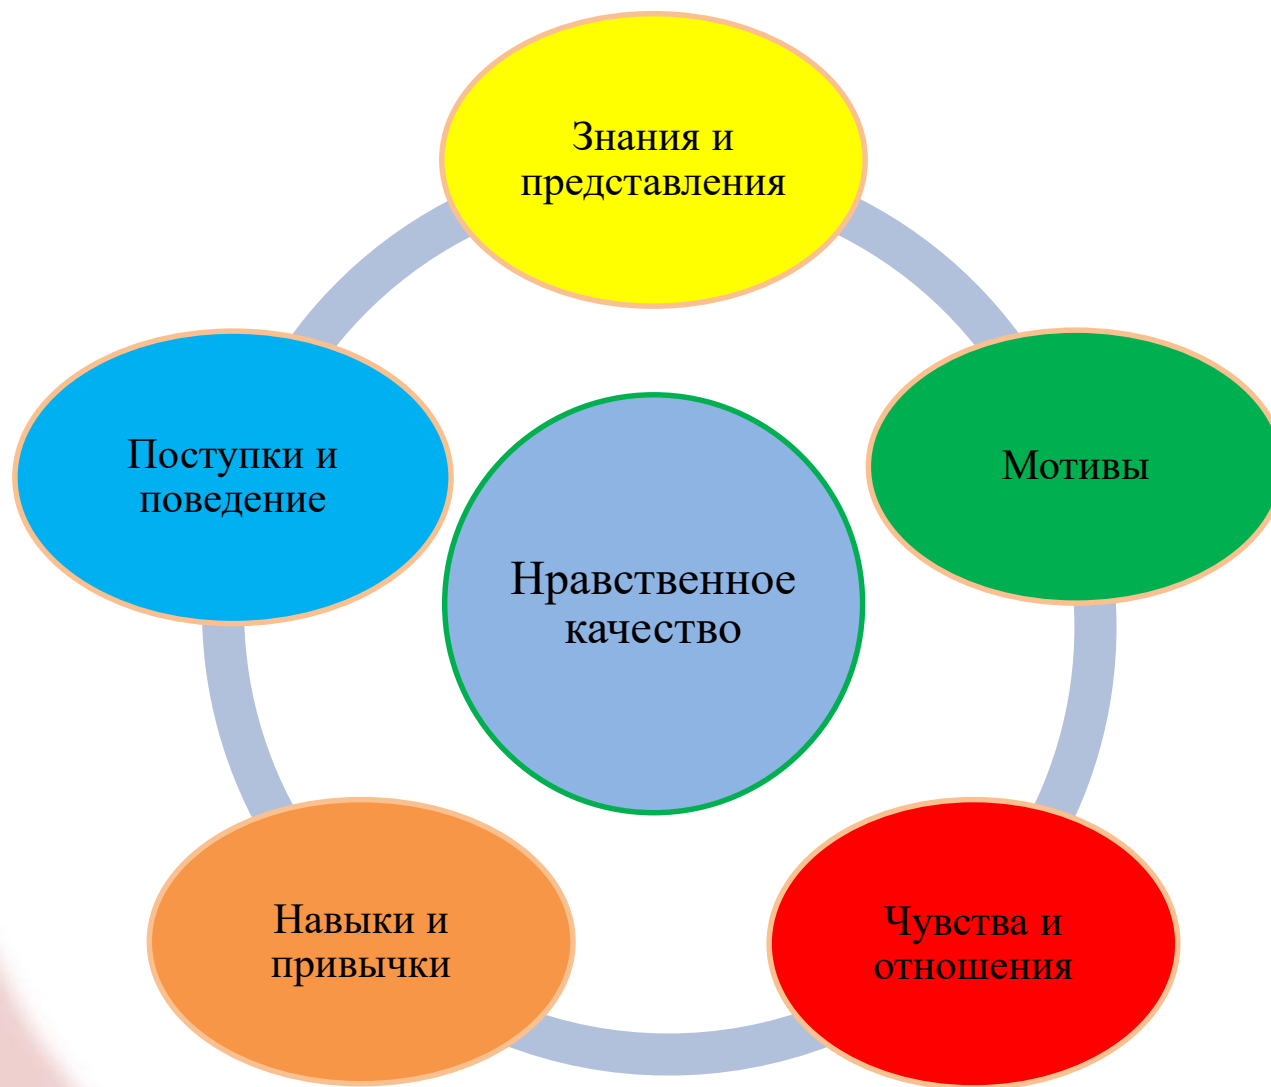 Знания и
представления
Мотивы
Чувства и
отношения
Навыки и
привычки
Поступки и
поведение
Нравственное
качество